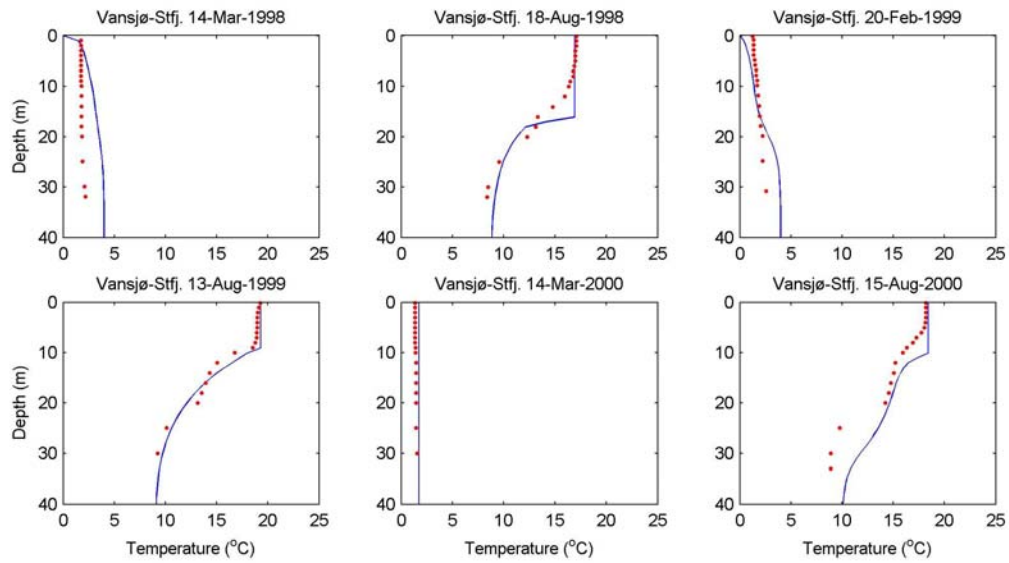 Vansjø-Stfj. 14-Mar-1998
Vansjø-Stfj. 18-Aug-1998
Vansjø-Stfj. 20-Feb-1999
Depth (m)
0
10
20
30
40
0 5 10 15 20 25
0
10
20
30
40
0 5 10 15 20 25
0
10
20
30
40
0 5 10 15 20 25
Vansjø-Stfj. 13-Aug-1999
Vansjø-Stfj. 14-Mar-2000
Vansjø-Stfj. 15-Aug-2000
Depth (m)
0
10
20
30
40
0 5 10 15 20 25
Temperature (°C)
0
10
20
30
40
0 5 10 15 20 25
Temperature (°C)
0
10
20
30
40
0 5 10 15 20 25
Temperature (°C)